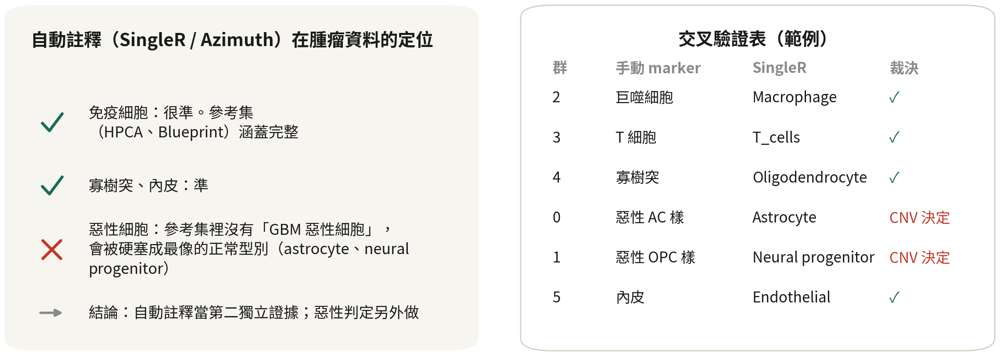 自動註釋（SingleR / Azimuth）在腫瘤資料的定位
免疫細胞：很準。參考集
（HPCA、Blueprint）涵蓋完整
寡樹突、內皮：準
惡性細胞：參考集裡沒有「GBM 惡性細胞」，
會被硬塞成最像的正常型別（astrocyte、neural
progenitor）
結論：自動註釋當第二獨立證據；惡性判定另外做
交叉驗證表（範例）
群 手動 marker SingleR 裁決
2 巨噬細胞 Macrophage ✓
3 T 細胞 T_cells ✓
4 寡樹突 Oligodendrocyte ✓
0 惡性 AC 樣 Astrocyte CNV 決定
1 惡性 OPC 樣 Neural progenitor CNV 決定
5 內皮 Endothelial ✓